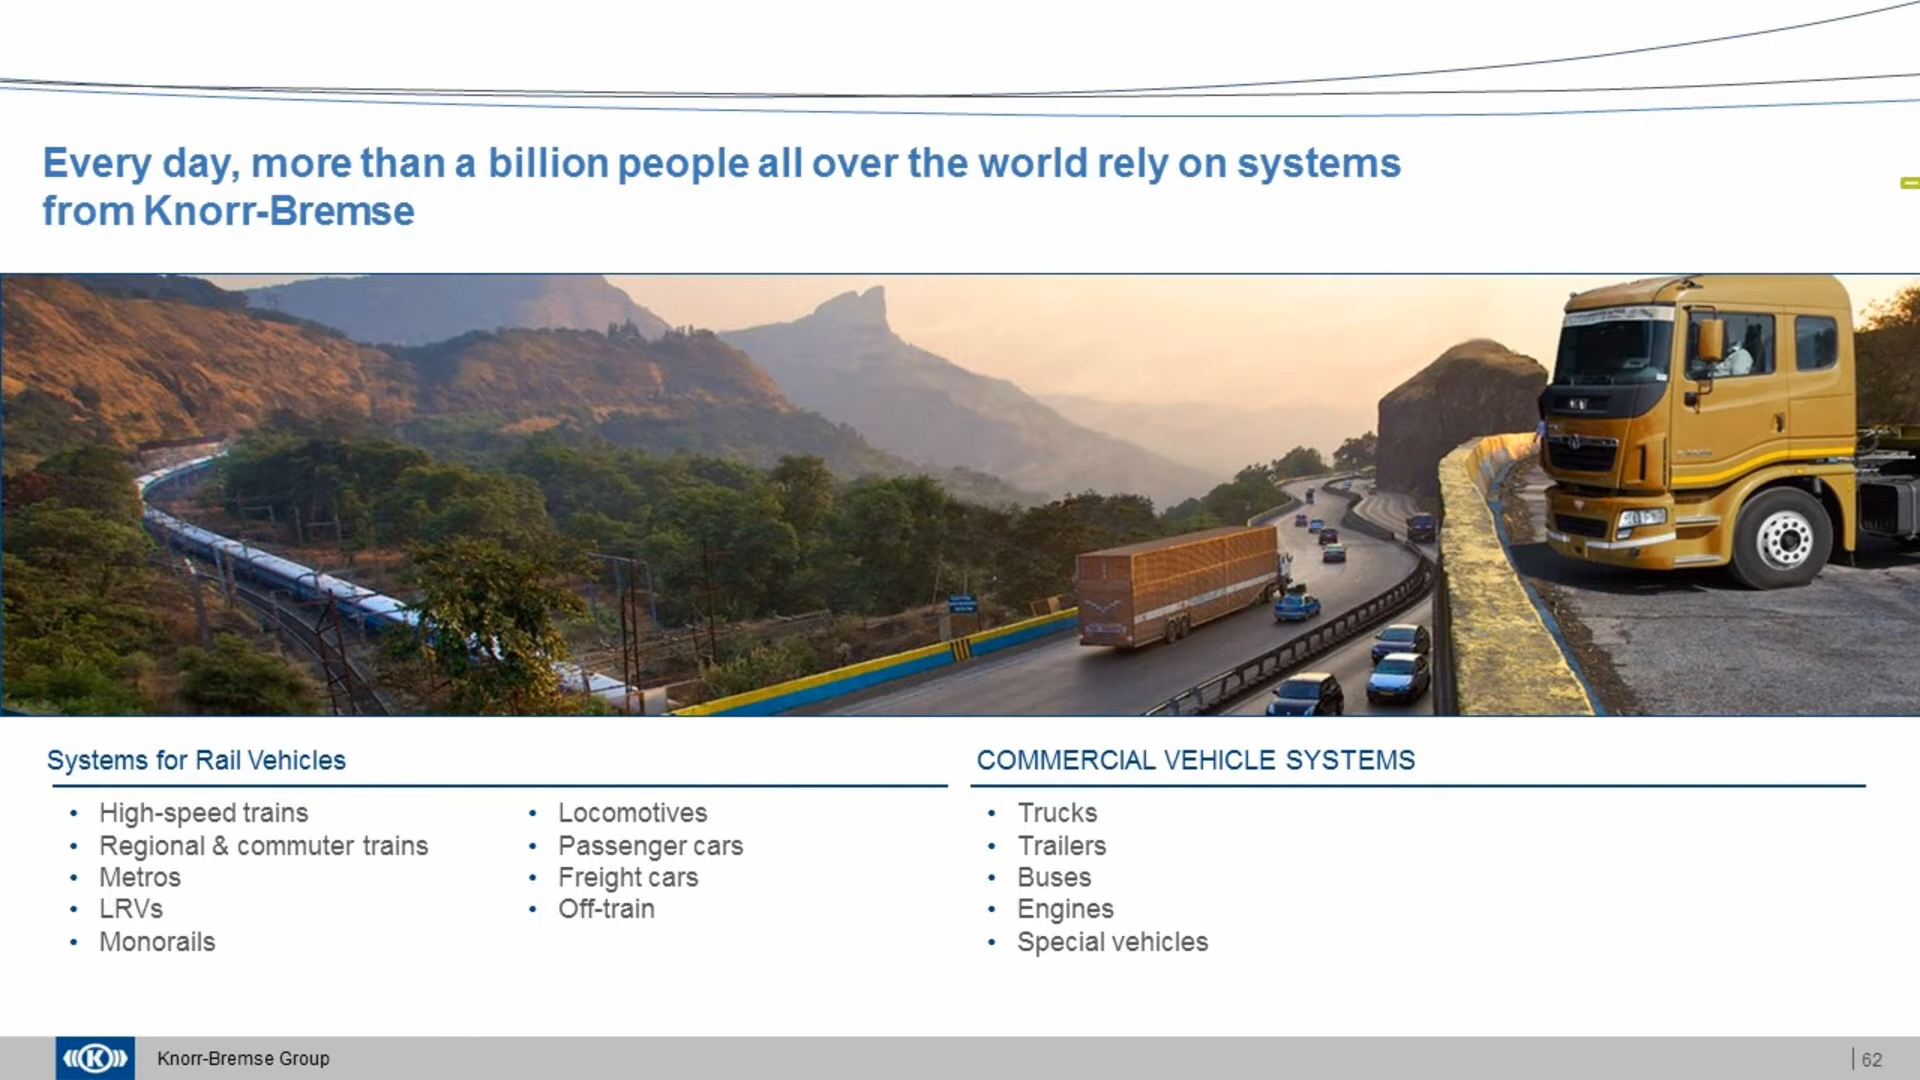 Every day, more than a billion people all over the world rely on systems
from Knorr-Bremse
Systems for Rail Vehicles
• High-speed trains
• Regional & commuter trains
• Metros
• LRVs
• Monorails
• Locomotives
• Passenger cars
• Freight cars
• Off-train
COMMERCIAL VEHICLE SYSTEMS
• Trucks
• Trailers
• Buses
• Engines
• Special vehicles
K
Knorr-Bremse Group
62